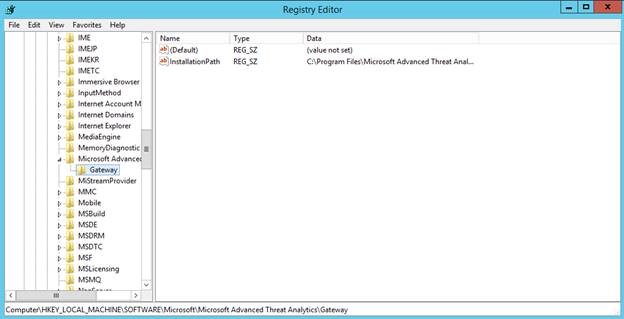 Registry Editor
File Edit View Favorites Help
IME
IMEJP
IMEKR
IMETC
Immersive Browser
InputMethod
Internet Account M
Internet Domains
Internet Explorer
MediaEngine
MemoryDiagnostic
Microsoft Advanced
Gateway
MiStreamProvider
MMC
Mobile
MSBuild
MSDE
MSDRM
MSDTC
MSF
MSLicensing
MSMQ
Name Type Data
ab (Default) REG_SZ (value not set)
ab InstallationPath REG_SZ C:\Program Files\Microsoft Advanced Threat Anal...
Computer\HKEY_LOCAL_MACHINE\SOFTWARE\Microsoft\Microsoft Advanced Threat Analytics\Gateway